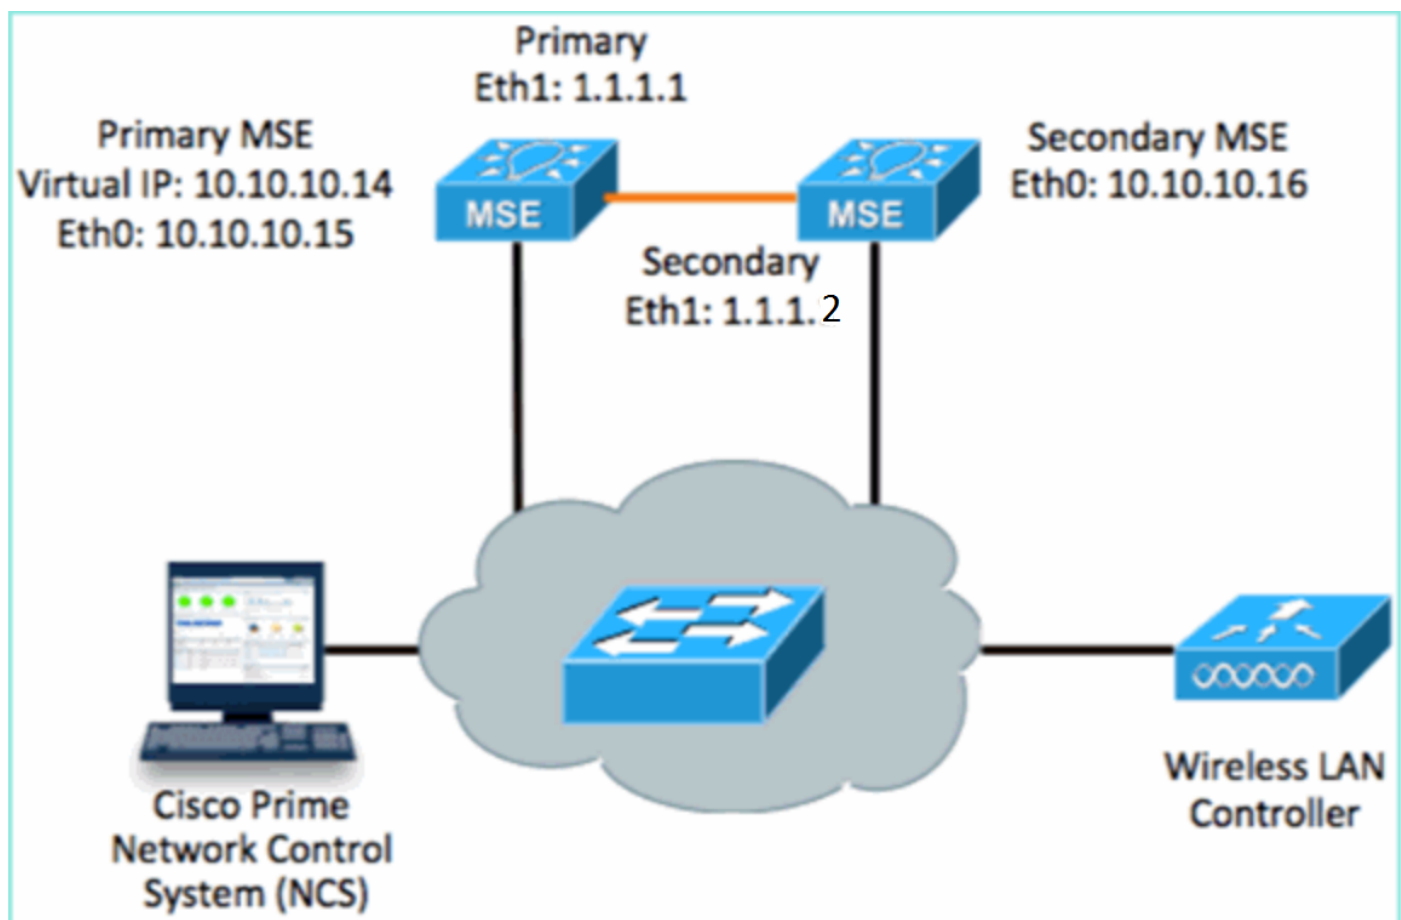 Primary
Eth1: 1.1.1.1
Primary MSE
Virtual IP: 10.10.10.14
Eth0: 10.10.10.15
Secondary MSE
Eth0: 10.10.10.16
MSE
MSE
Secondary
Eth1: 1.1.1.2
Wireless LAN
Controller
Cisco Prime
Network Control
System (NCS)